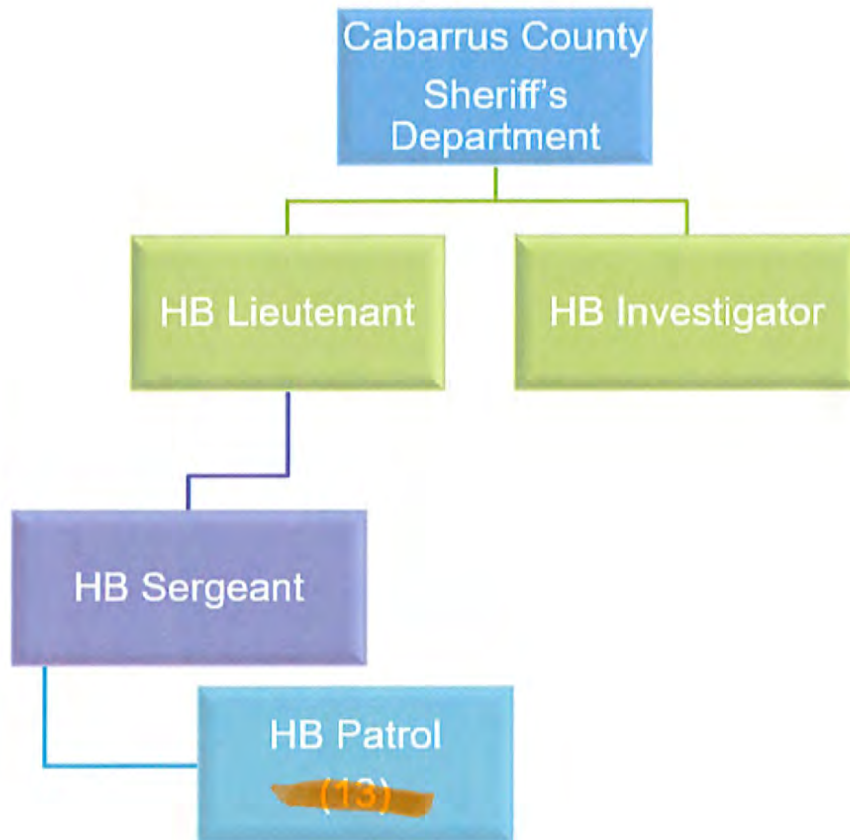 Cabarrus County
Sheriff's
Department
HB Lieutenant
HB Investigator
HB Sergeant
HB Patrol
(13)